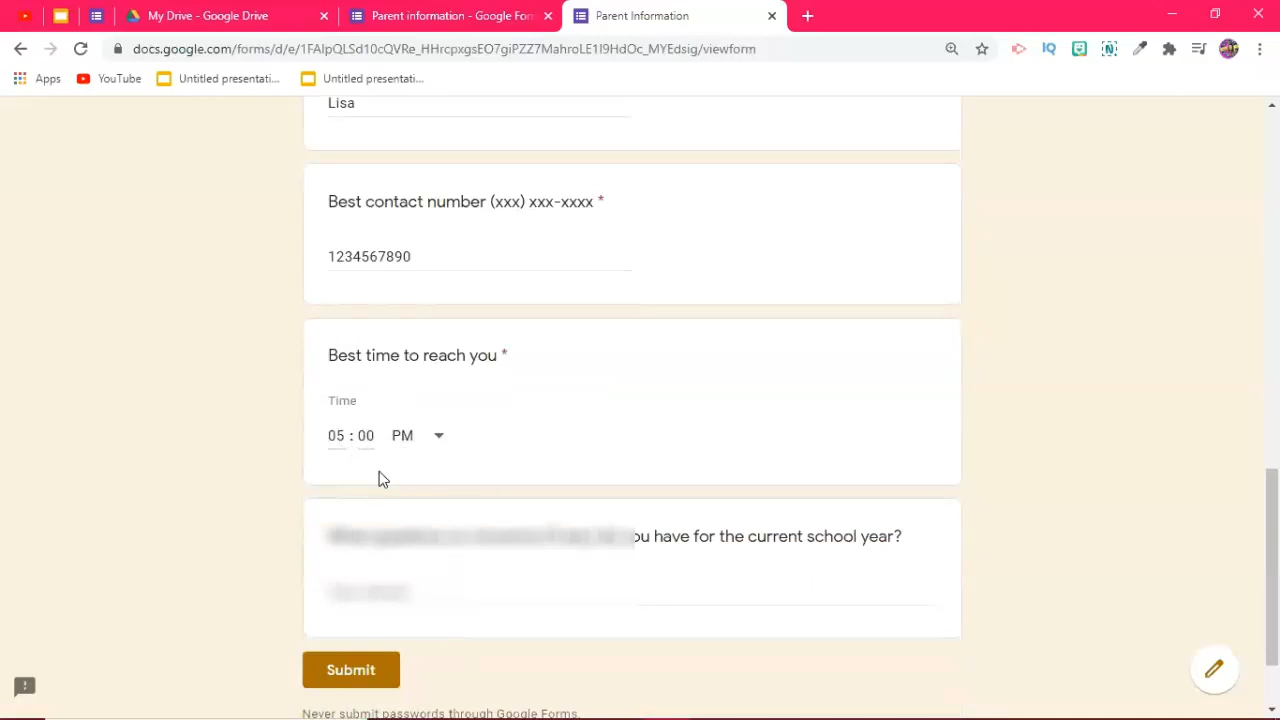 My Drive - Google Drive
Parent information - Google For
Parent Information
docs.google.com/forms/d/e/1FAIpQLSd10cQVRe_HHrcpxgsEO7giPZZ7MahroLE1I9HdOc_MYEdsig/viewform
Apps YouTube Untitled presentati... Untitled presentati...
Lisa
Best contact number (xxx) xxx-xxxx *
1234567890
Best time to reach you *
Time
05 : 00 PM
ou have for the current school year?
Submit
Never submit passwords through Google Forms.